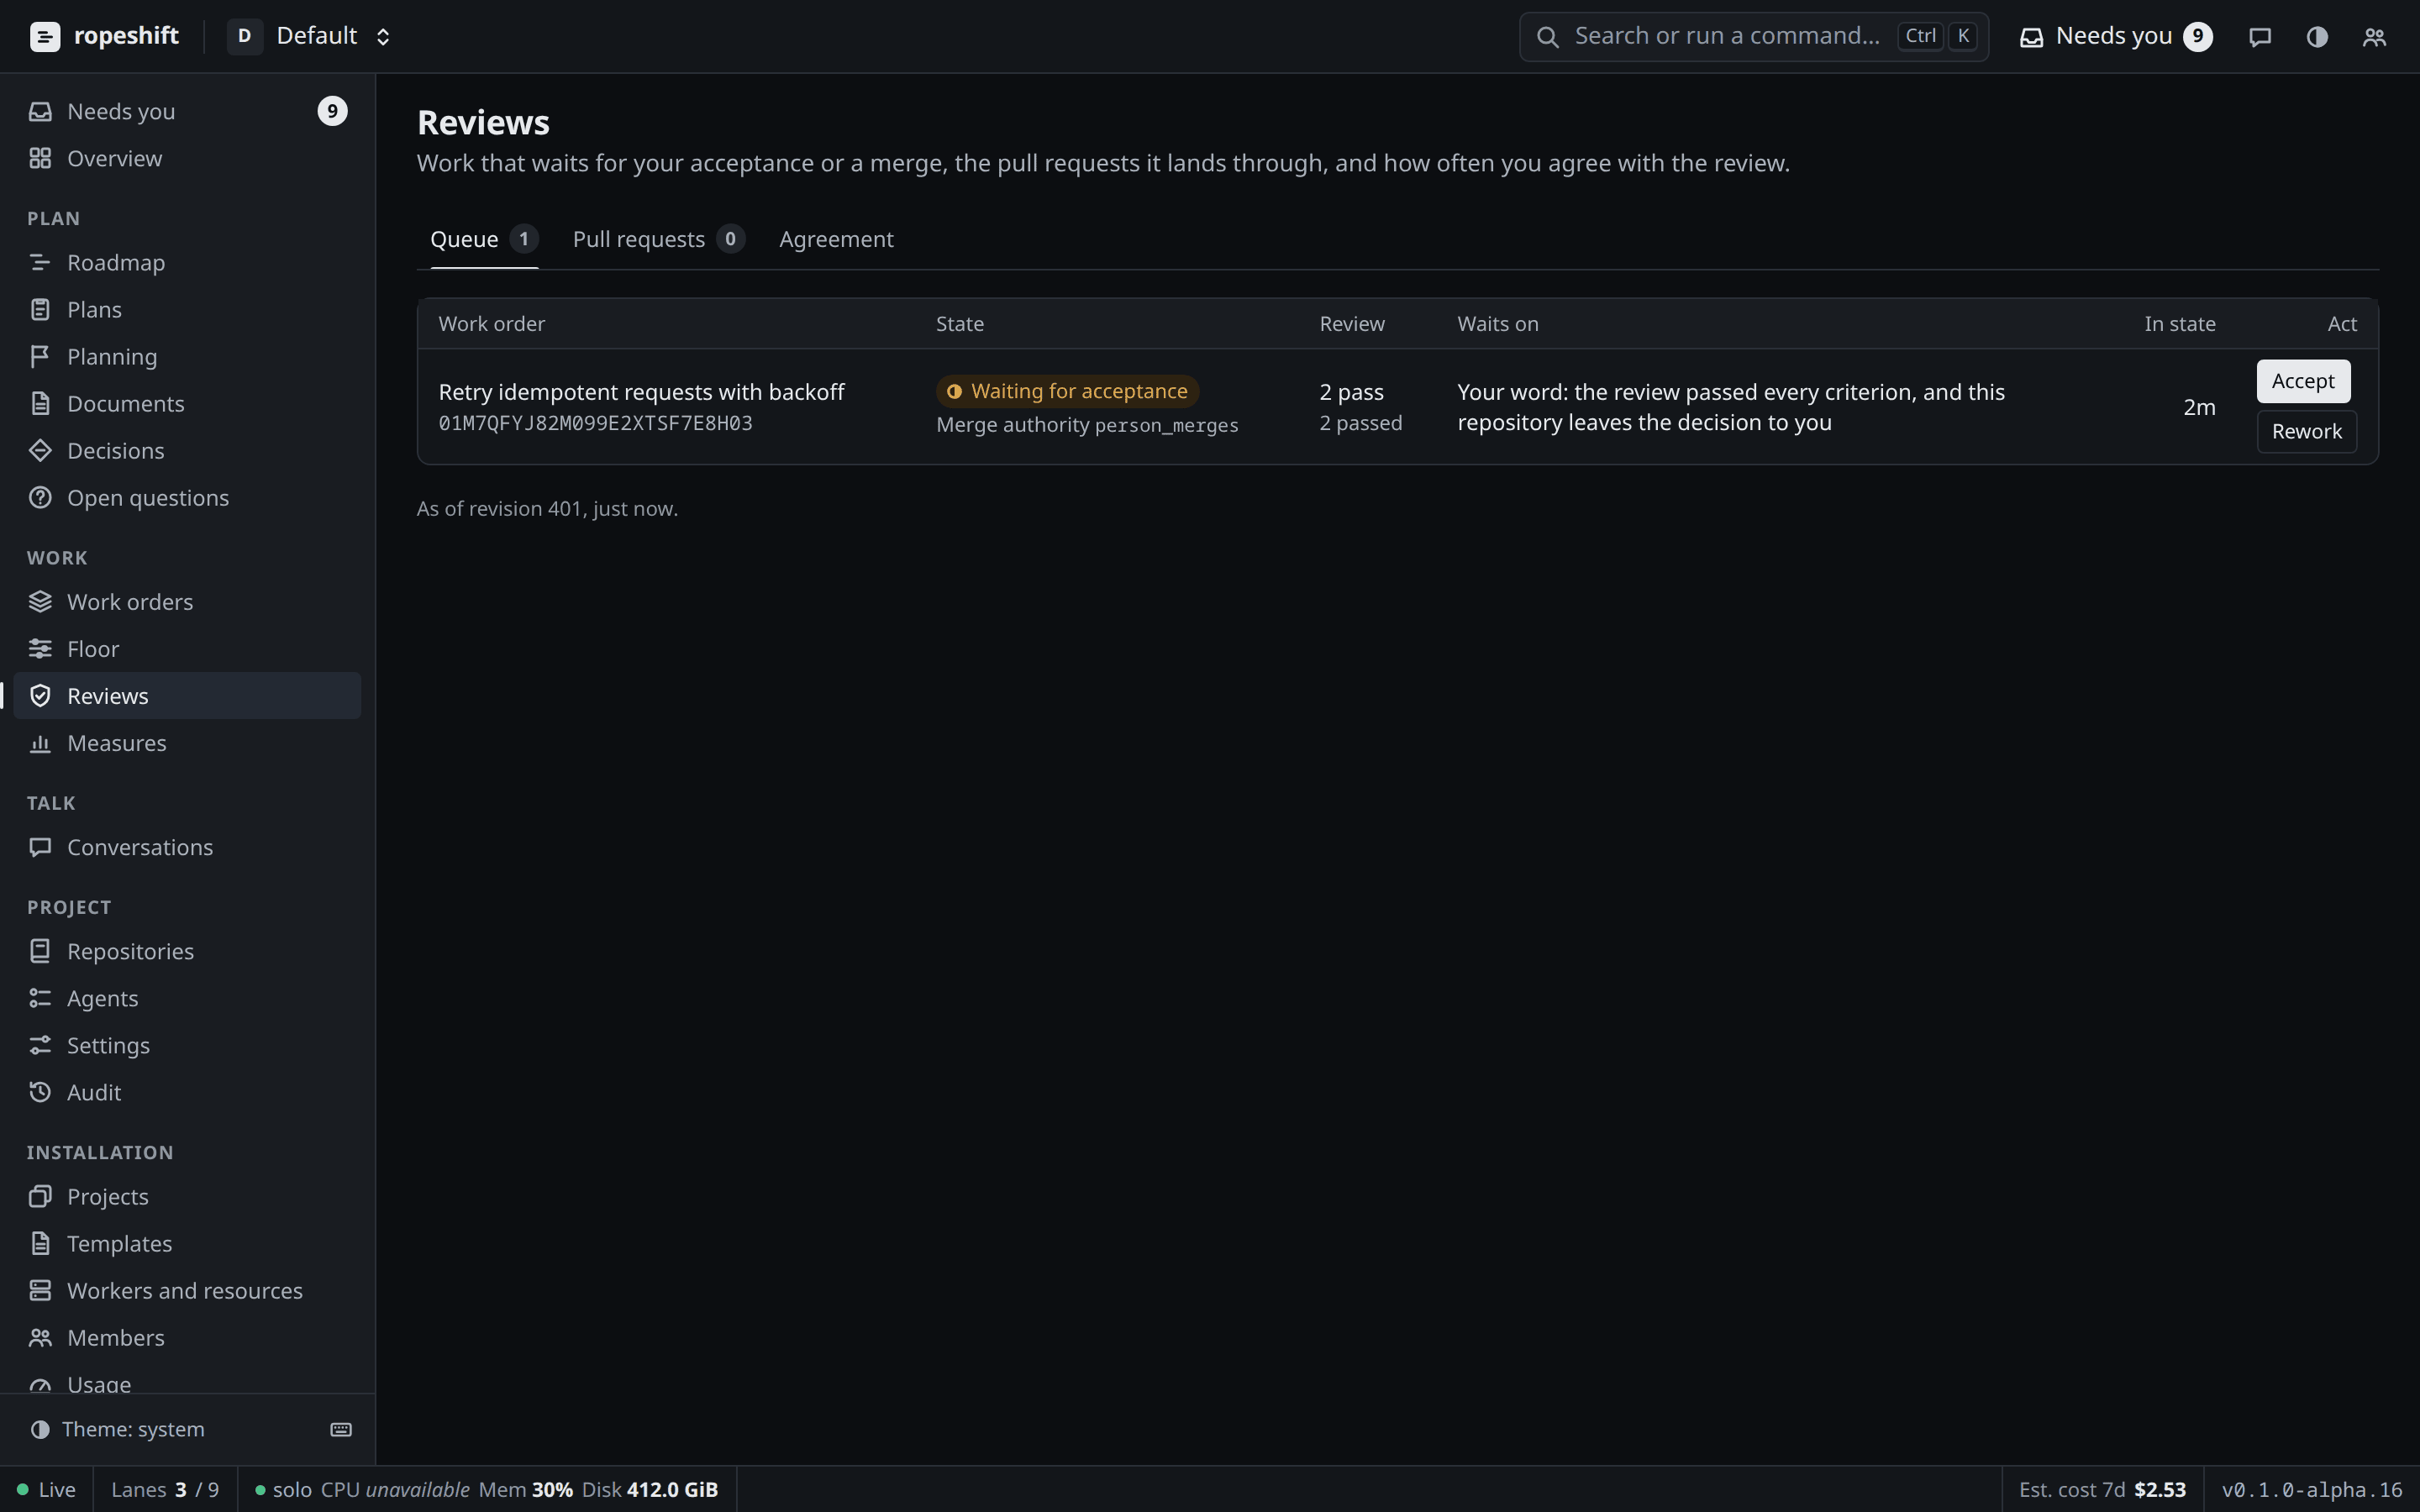 ropeshift
D Default
Search or run a command... Ctrl K
Needs you 9
Needs you 9
Overview
PLAN
Roadmap
Plans
Planning
Documents
Decisions
Open questions
WORK
Work orders
Floor
Reviews
Measures
TALK
Conversations
PROJECT
Repositories
Agents
Settings
Audit
INSTALLATION
Projects
Templates
Workers and resources
Members
Usage
Theme: system
Reviews
Work that waits for your acceptance or a merge, the pull requests it lands through, and how often you agree with the review.
Queue 1 Pull requests 0 Agreement
Work order State Review Waits on In state Act
Retry idempotent requests with backoff
01M7QFYJ82M099E2XTSF7E8H03
Waiting for acceptance
Merge authority person_merges
2 pass
2 passed
Your word: the review passed every criterion, and this
repository leaves the decision to you
2m
Accept
Rework
As of revision 401, just now.
Live Lanes 3 / 9 solo CPU unavailable Mem 30% Disk 412.0 GiB Est. cost 7d $2.53 v0.1.0-alpha.16